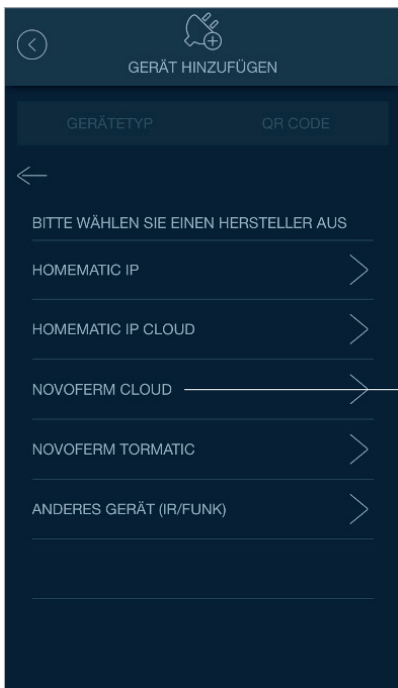 GERÄT HINZUFÜGEN
GERÄTETYP QR CODE
BITTE WÄHLEN SIE EINEN HERSTELLER AUS
HOMEMATIC IP
HOMEMATIC IP CLOUD
NOVOFERM CLOUD
NOVOFERM TORMATIC
ANDERES GERÄT (IR/FUNK)